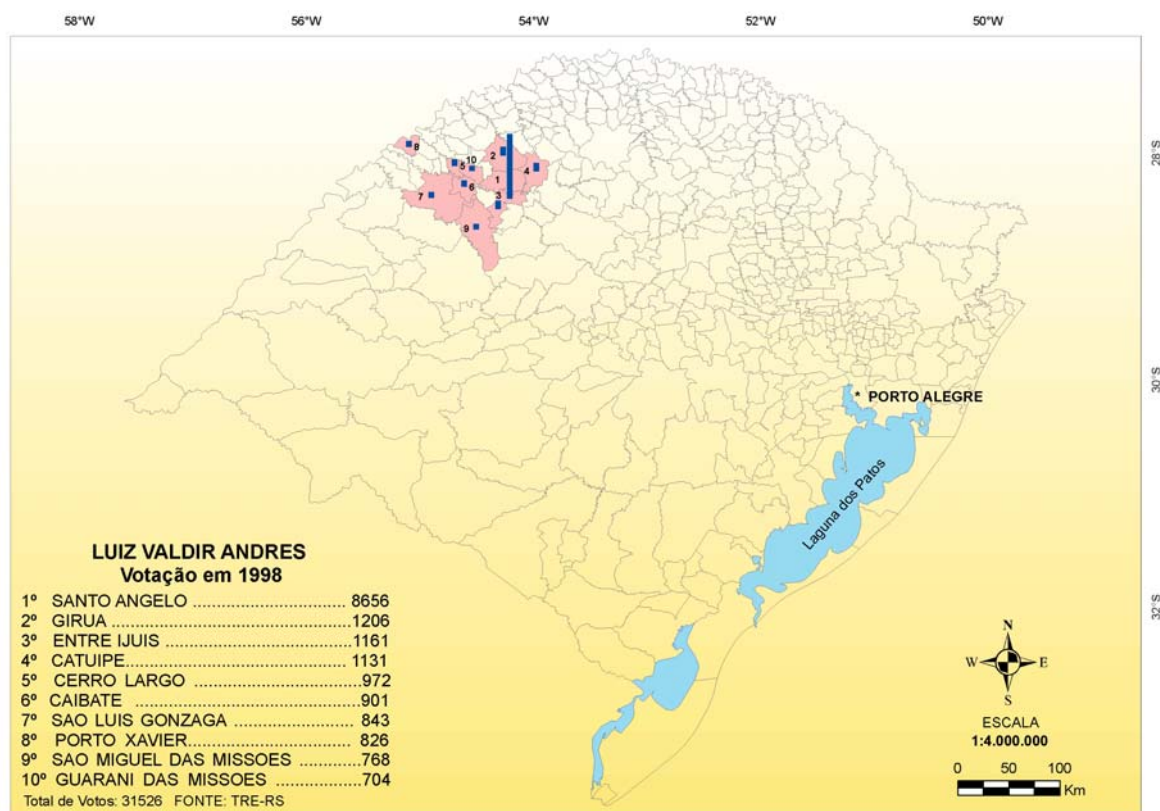 58°W 56°W 54°W 52°W 50°W
28°S
8
10
2
5
4
1
6
7
3
9
30°S
* PORTO ALEGRE
Laguna dos Patos
32°S
LUIZ VALDIR ANDRES
Votação em 1998
1º SANTO ANGELO ................................ 8656
2º GIRUA ................................................ 1206
3º ENTRE IJUIS ..................................... 1161
4º CATUIPE............................................ 1131
5º CERRO LARGO .................................. 972
6º CAIBATE ..............................................901
7º SAO LUIS GONZAGA ........................ 843
8º PORTO XAVIER................................. 826
9º SAO MIGUEL DAS MISSOES ............ 768
10º GUARANI DAS MISSOES ................704
Total de Votos: 31526 FONTE: TRE-RS
N
W E
S
ESCALA
1:4.000.000
0 50 100
Km